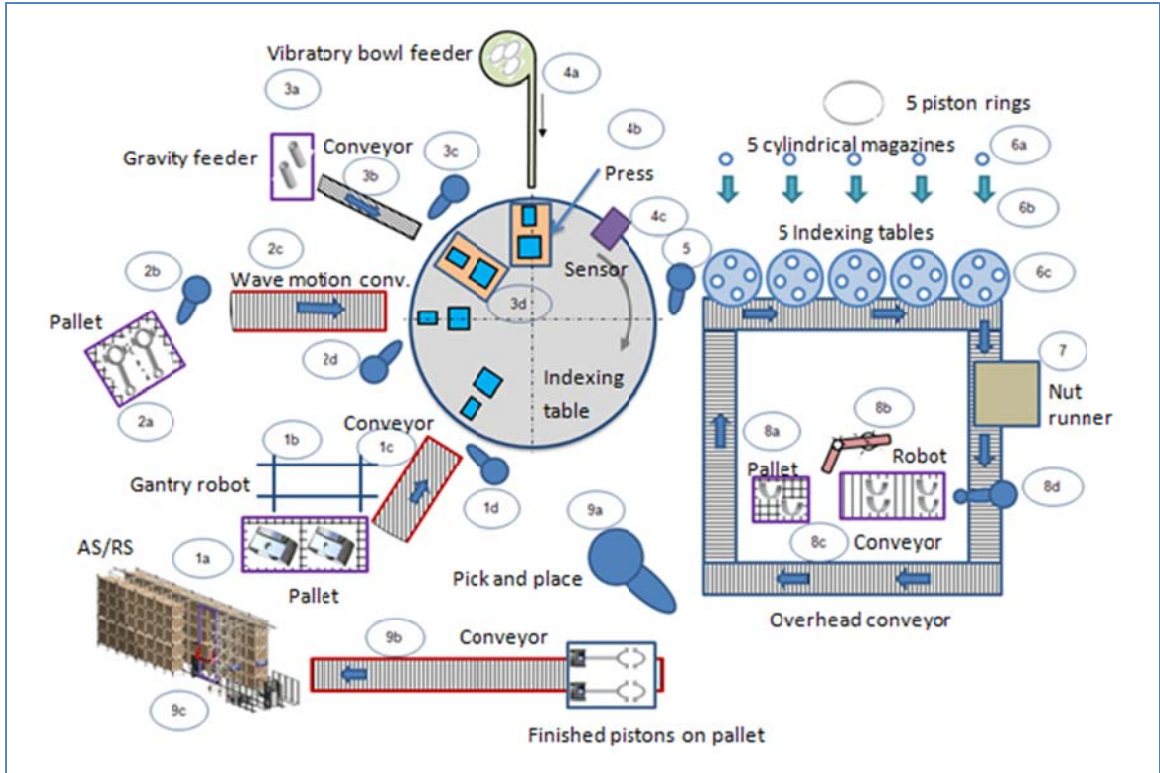 Vibratory bowl feeder
4a
3a
4b
5 piston rings
5 cylindrical magazines
6a
Conveyor
3c
Gravity feeder
3b
Press
6b
4c
2c
5
5 Indexing tables
2b
Sensor
Wave motion conv.
6c
3d
Pallet
2d
7
Indexing
table
Nut
runner
2a
8b
Conveyor
8a
1b
1c
Pallet
Robot
Gantry robot
1d
9a
8d
AS/RS
1a
8c
Conveyor
Pick and place
Pallet
Overhead conveyor
9b
Conveyor
9c
Finished pistons on pallet